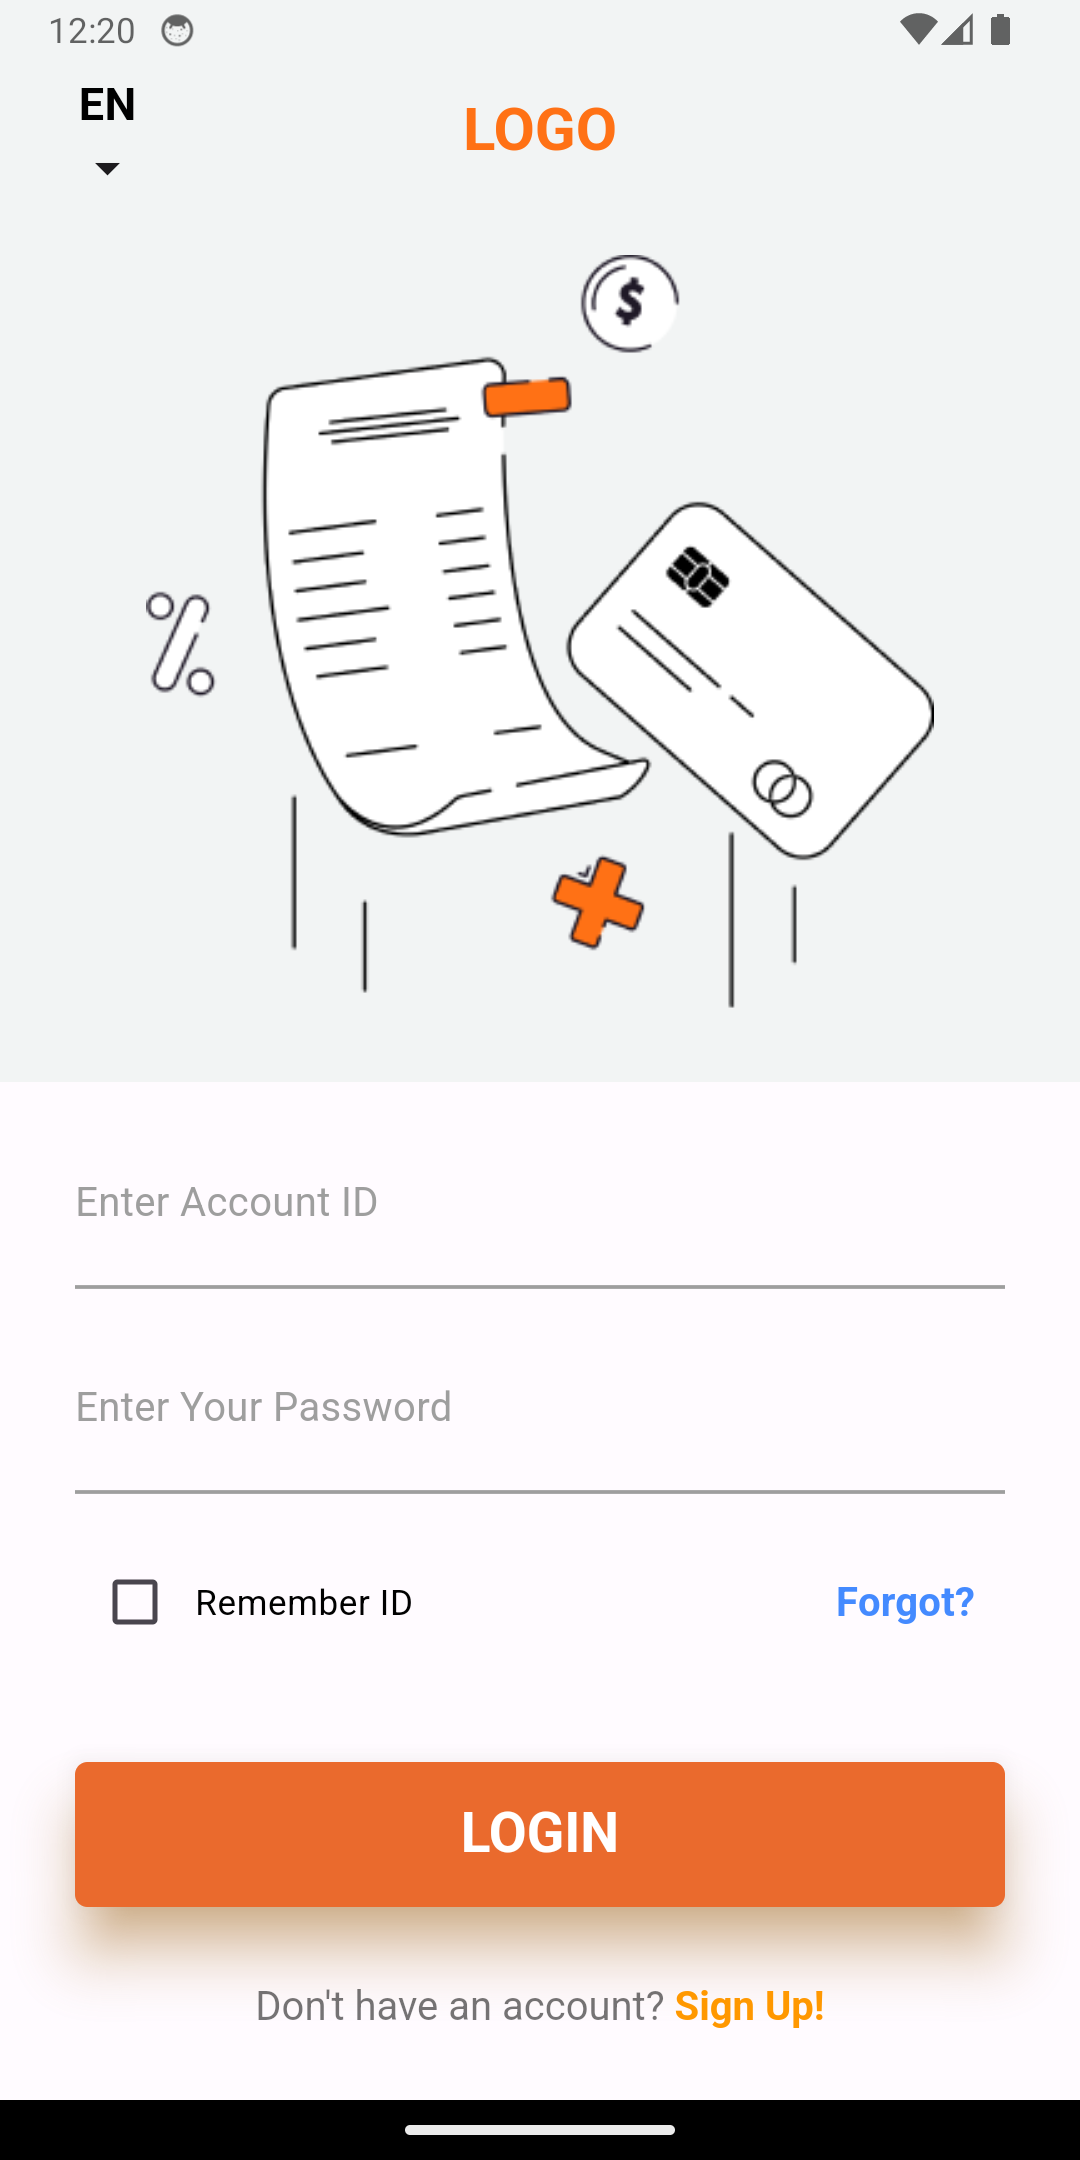 12:20
EN
LOGO
$
%
Enter Account ID
Enter Your Password
Remember ID
Forgot?
LOGIN
Don't have an account? Sign Up!